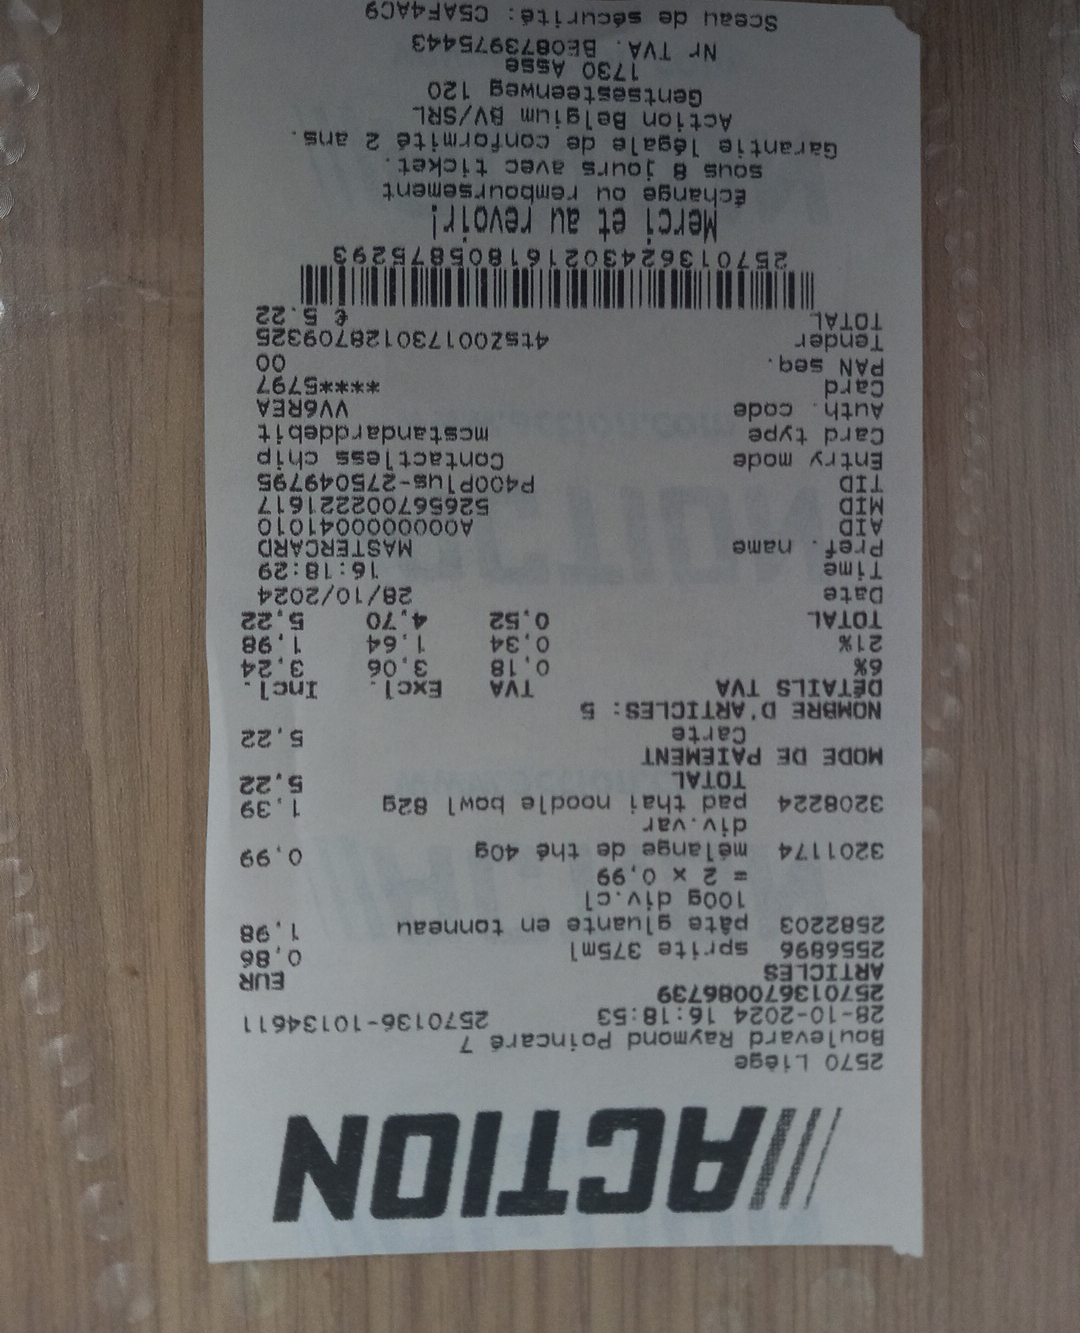 ACTION
2570 Liège
Boulevard Raymond Poincaré 7
28-10-2024 16:18:53 2570136-10134611
257013670086739
ARTICLES EUR
2556896 sprite 375ml 0,86
2582203 pâte gluante en tonneau 1,98
100g div.cl
= 2 x 0,99
3201174 mélange de thé 40g 0,99
div.var
3208224 pad thai noodle bowl 82g 1,39
TOTAL 5,22
MODE DE PAIEMENT
Carte 5,22
NOMBRE D'ARTICLES: 5
DÉTAILS TVA TVA Excl. Incl.
6% 0,18 3,06 3,24
21% 0,34 1,64 1,98
TOTAL 0,52 4,70 5,22
Date 28/10/2024
Time 16:18:29
Pref. name MASTERCARD
AID A0000000041010
MID 526567002221617
TID P400Plus-275049795
Entry mode Contactless chip
Card type mcstandarddebit
Auth. code VV6REA
Card ****5797
PAN seq. 00
Tender 4tsZ001730128709325
TOTAL € 5.22
2570136243021618058875293
Merci et au revoir!
Échange ou remboursement
sous 8 jours avec ticket.
Garantie légale de conformité 2 ans.
Action Belgium BV/SRL
Gentsesteenweg 120
1730 Asse
Nr TVA. BE0873975443
Sceau de sécurité: C5AF4AC9